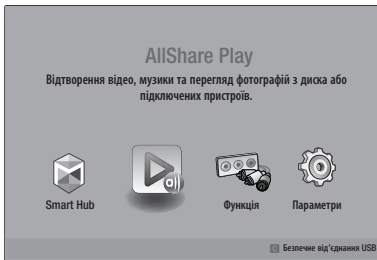 AllShare Play
Відтворення відео, музики та перегляд фотографій з диска або
підключених пристроїв.
all
Smart Hub
Функція
Параметри
C Безпечне від'єднання USB